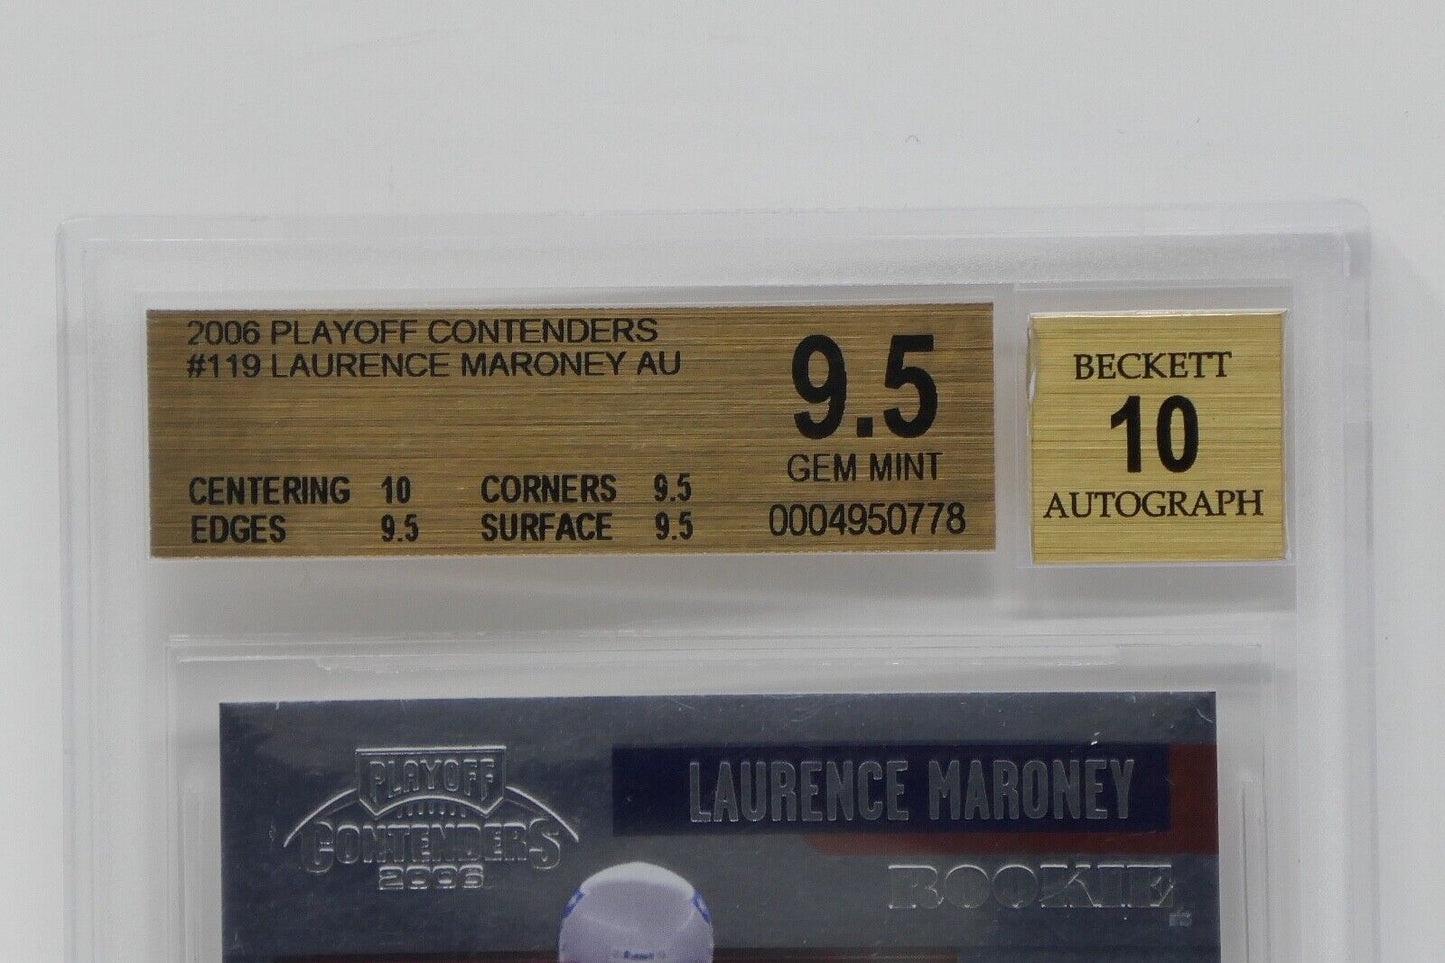 2006 PLAYOFF CONTENDERS
#119 LAURENCE MARONEY AU
9.5
GEM MINT
CENTERING 10 CORNERS 9.5
EDGES 9.5 SURFACE 9.5
0004950778
BECKETT
10
AUTOGRAPH
PLAYOFF
CONTENDERS
2006
LAURENCE MARONEY
ROOKIE
Riddell